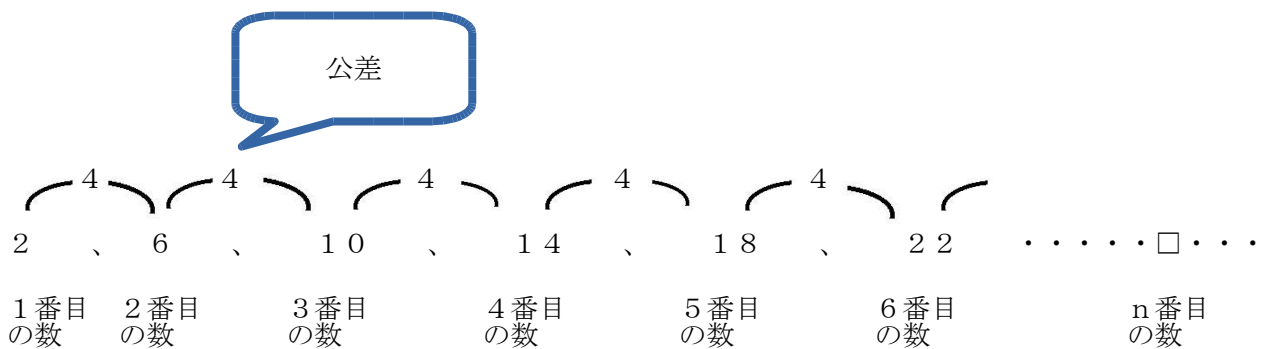 公差
4 4 4 4 4
2 、 6 、 10 、 14 、 18 、 22 ・・・・・□・・・
1番目 2番目 3番目 4番目 5番目 6番目 n番目
の数 の数 の数 の数 の数 の数 の数